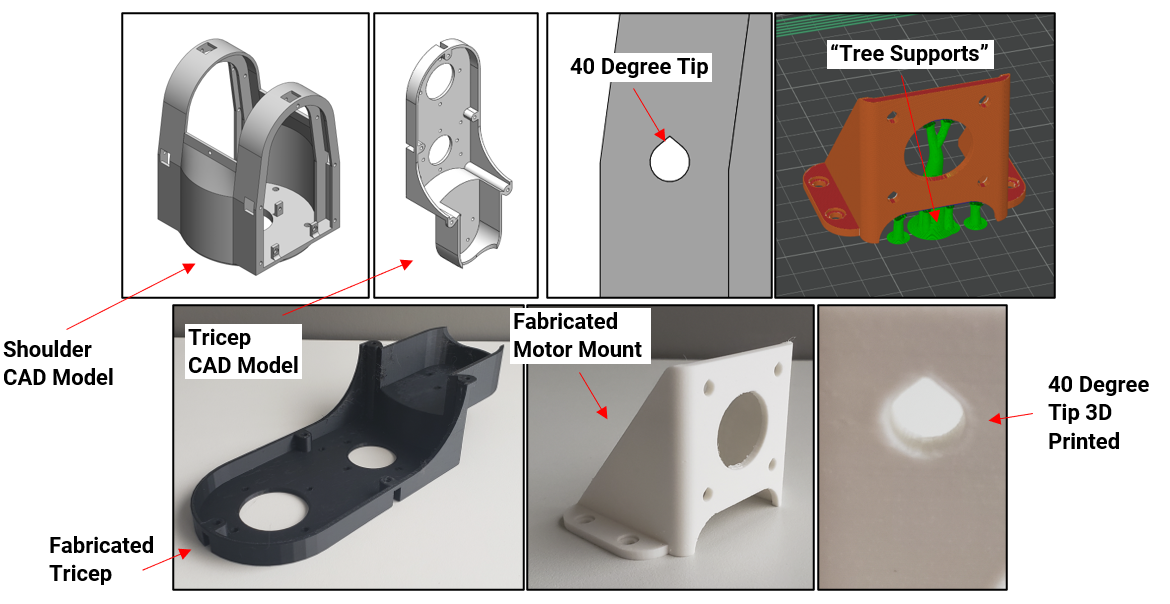 40 Degree Tip
“Tree Supports”
Shoulder
CAD Model
Tricep
CAD Model
Fabricated
Motor Mount
40 Degree
Tip 3D
Printed
Fabricated
Tricep